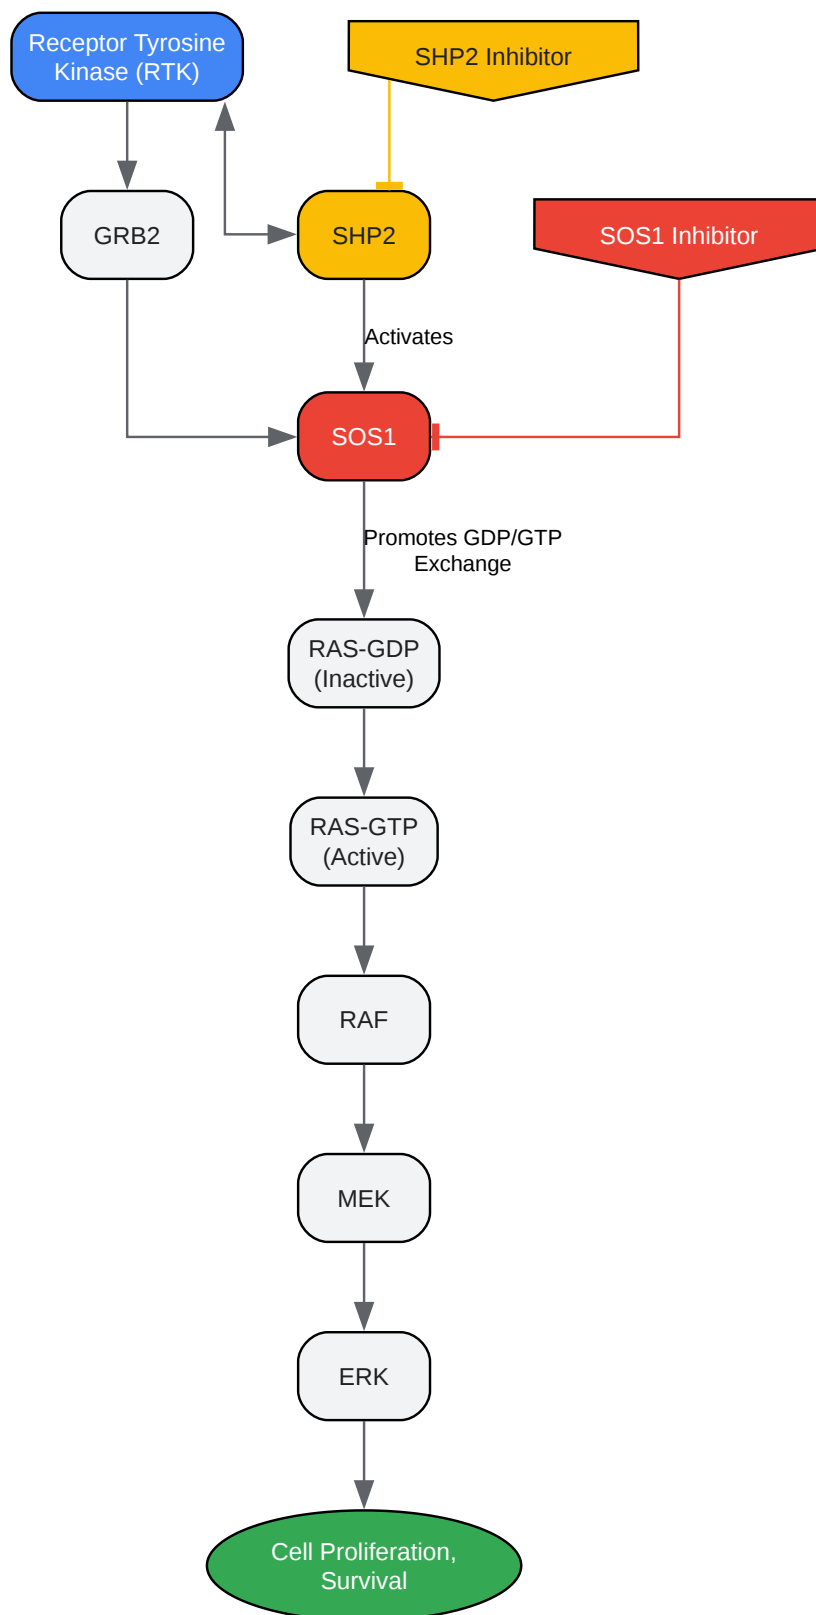 Receptor Tyrosine
Kinase (RTK)
SHP2 Inhibitor
GRB2
SHP2
SOS1 Inhibitor
Activates
SOS1
Promotes GDP/GTP
Exchange
RAS-GDP
(Inactive)
RAS-GTP
(Active)
RAF
MEK
ERK
Cell Proliferation,
Survival